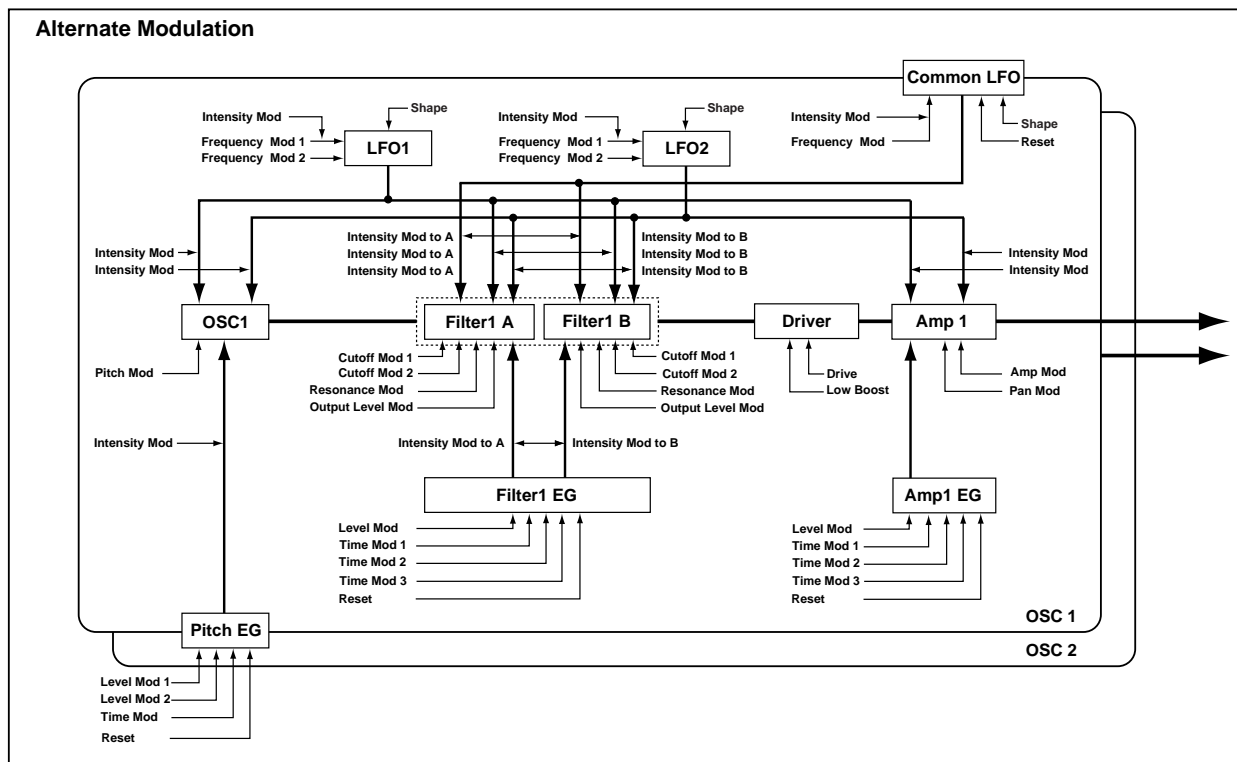 Alternate Modulation
Common LFO
Intensity Mod
Frequency Mod
Shape
Reset
Shape
Intensity Mod
Frequency Mod 1
Frequency Mod 2
LFO1
Shape
Intensity Mod
Frequency Mod 1
Frequency Mod 2
LFO2
Intensity Mod
Intensity Mod
Intensity Mod to A
Intensity Mod to A
Intensity Mod to A
Intensity Mod to B
Intensity Mod to B
Intensity Mod to B
Intensity Mod
Intensity Mod
OSC1
Filter1 A
Filter1 B
Driver
Amp 1
Pitch Mod
Cutoff Mod 1
Cutoff Mod 2
Resonance Mod
Output Level Mod
Cutoff Mod 1
Cutoff Mod 2
Resonance Mod
Output Level Mod
Drive
Low Boost
Amp Mod
Pan Mod
Intensity Mod
Intensity Mod to A
Intensity Mod to B
Filter1 EG
Level Mod
Time Mod 1
Time Mod 2
Time Mod 3
Reset
Amp1 EG
Level Mod
Time Mod 1
Time Mod 2
Time Mod 3
Reset
OSC 1
Pitch EG
OSC 2
Level Mod 1
Level Mod 2
Time Mod
Reset